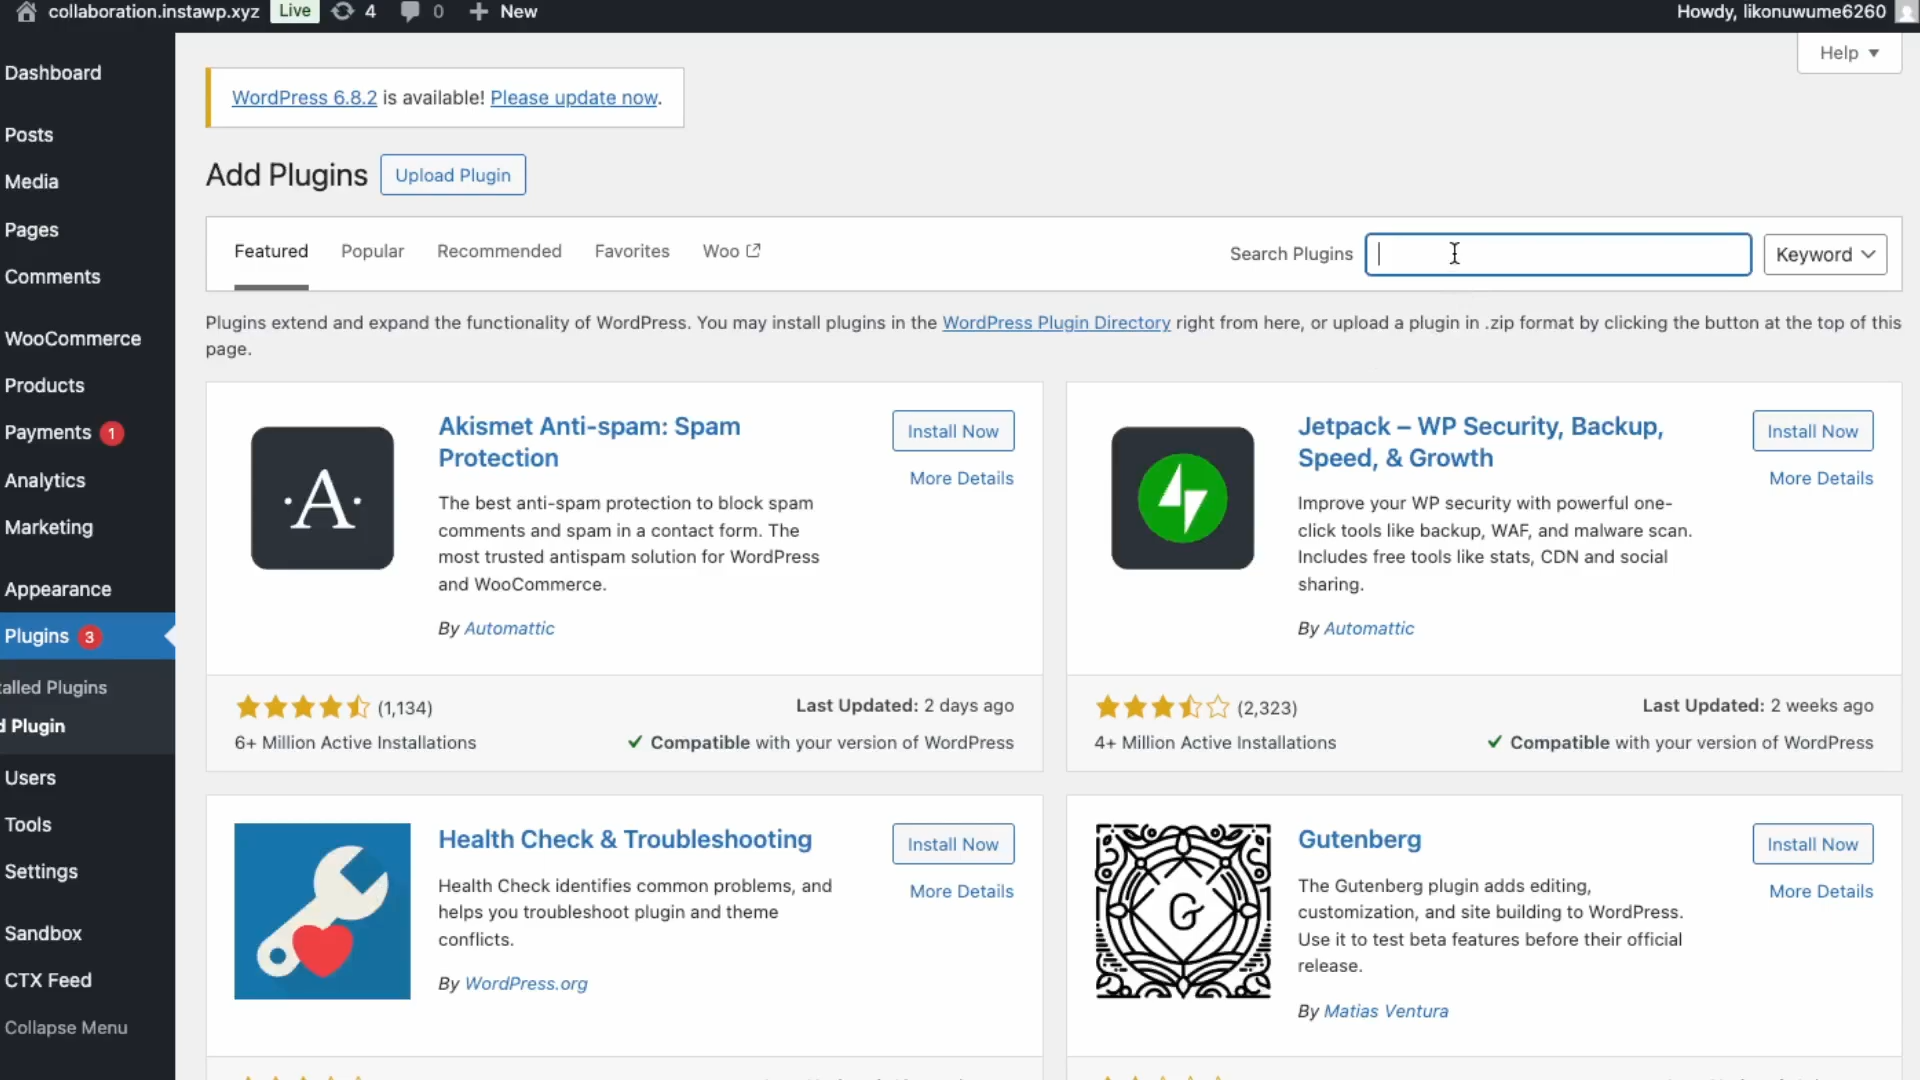 collaboration.instawp.xyz Live 4 0 New Howdy, likonuwume6260
Help
Dashboard
Posts
Media
Pages
Comments
WooCommerce
Products
Payments 1
Analytics
Marketing
Appearance
Plugins 3
alled Plugins
d Plugin
Users
Tools
Settings
Sandbox
CTX Feed
Collapse Menu
WordPress 6.8.2 is available! Please update now.
Add Plugins Upload Plugin
Featured Popular Recommended Favorites Woo Search Plugins Keyword
Plugins extend and expand the functionality of WordPress. You may install plugins in the WordPress Plugin Directory right from here, or upload a plugin in .zip format by clicking the button at the top of this
page.
A
Akismet Anti-spam: Spam
Protection
Install Now
More Details
The best anti-spam protection to block spam
comments and spam in a contact form. The
most trusted antispam solution for WordPress
and WooCommerce.
By Automattic
(1,134)
Last Updated: 2 days ago
6+ Million Active Installations
Compatible with your version of WordPress
Jetpack – WP Security, Backup,
Speed, & Growth
Install Now
More Details
Improve your WP security with powerful one-
click tools like backup, WAF, and malware scan.
Includes free tools like stats, CDN and social
sharing.
By Automattic
(2,323)
Last Updated: 2 weeks ago
4+ Million Active Installations
Compatible with your version of WordPress
Health Check & Troubleshooting
Install Now
More Details
Health Check identifies common problems, and
helps you troubleshoot plugin and theme
conflicts.
By WordPress.org
G
Gutenberg
Install Now
More Details
The Gutenberg plugin adds editing,
customization, and site building to WordPress.
Use it to test beta features before their official
release.
By Matias Ventura